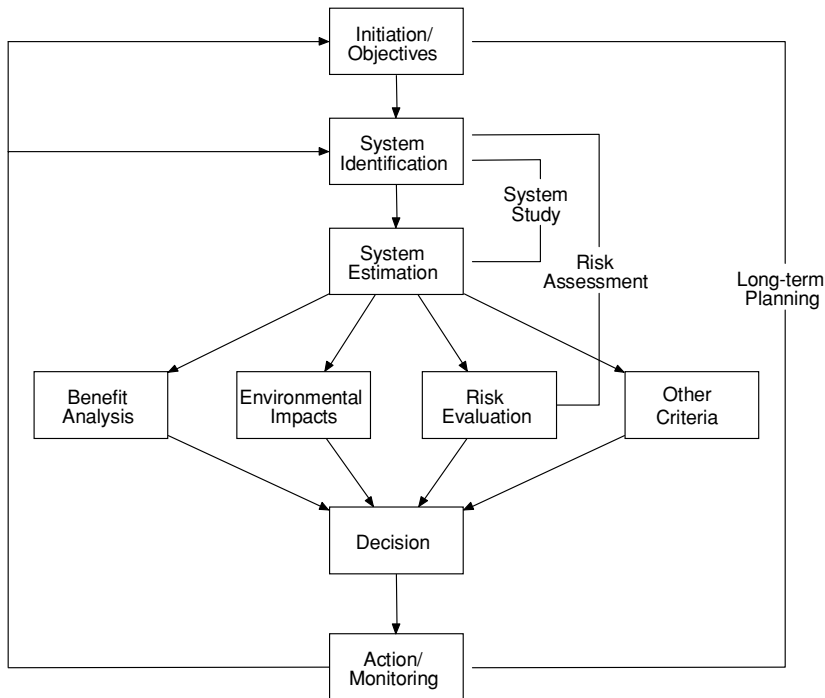 Initiation/
Objectives
System
Identification
System
Study
System
Estimation
Risk
Assessment
Long-term
Planning
Benefit
Analysis
Environmental
Impacts
Risk
Evaluation
Other
Criteria
Decision
Action/
Monitoring